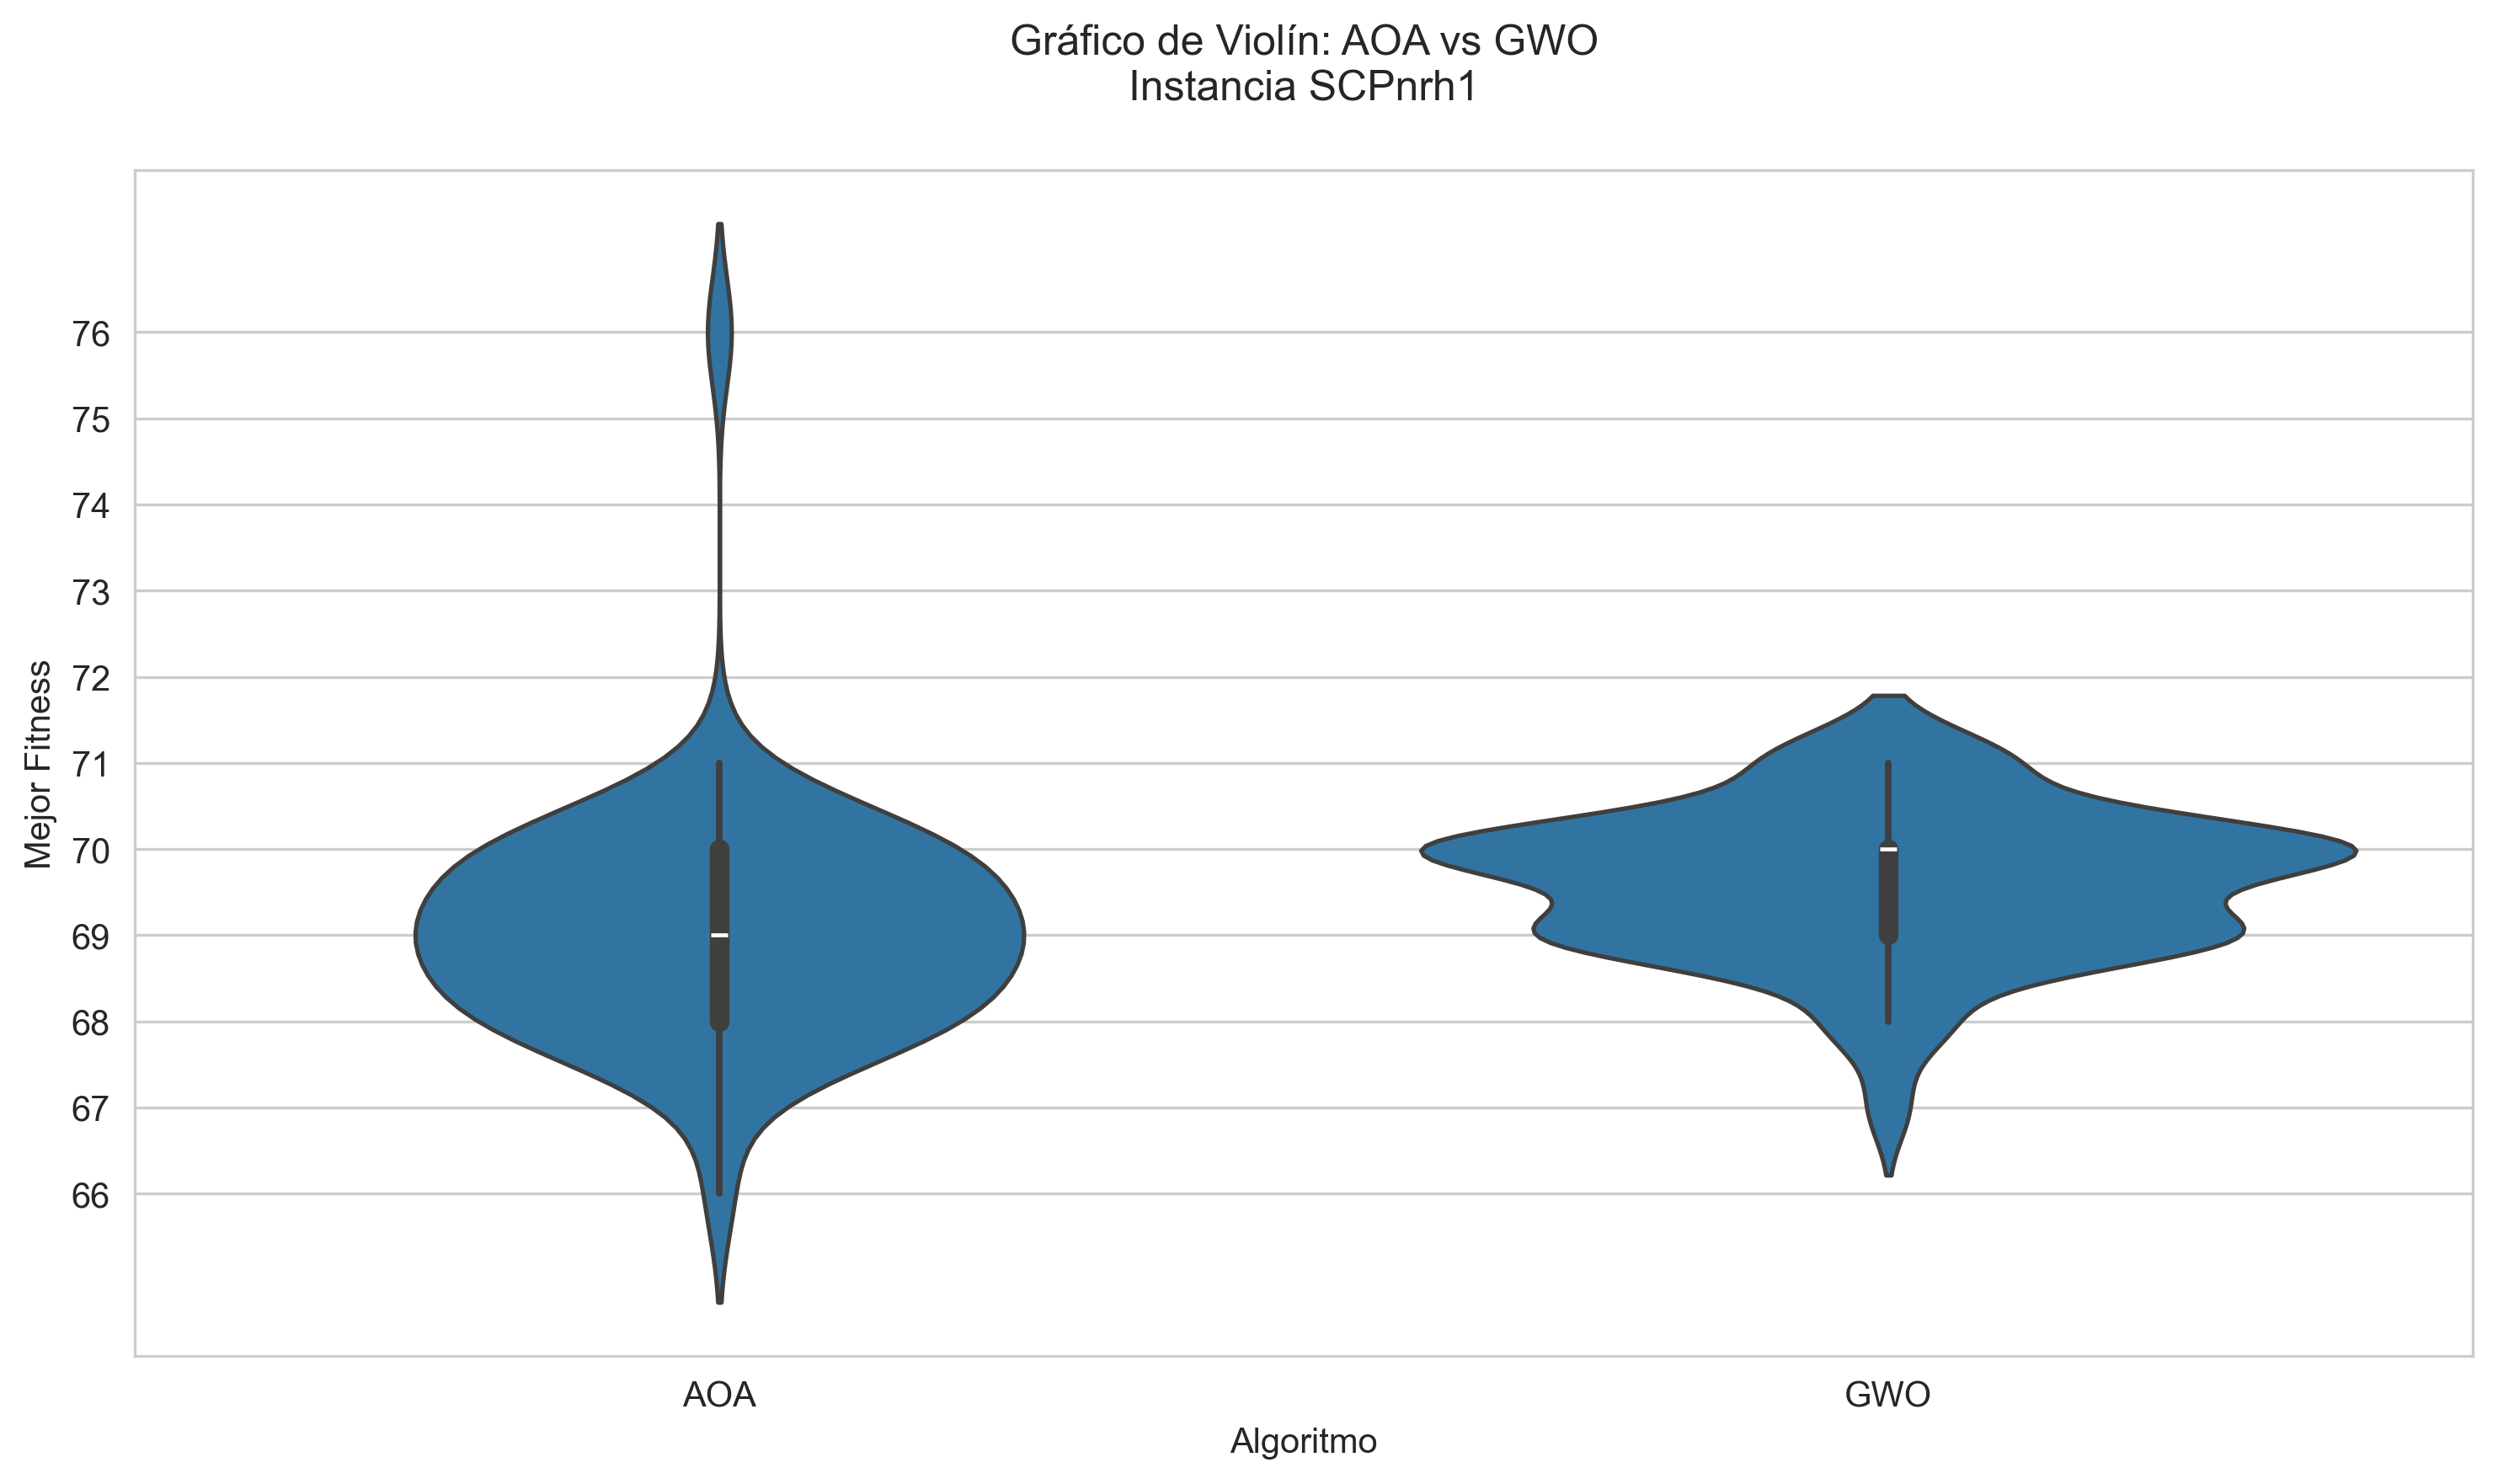 Gráfico de Violín: AOA vs GWO
Instancia SCPnrh1
Mejor Fitness
76
75
74
73
72
71
70
69
68
67
66
AOA
GWO
Algoritmo